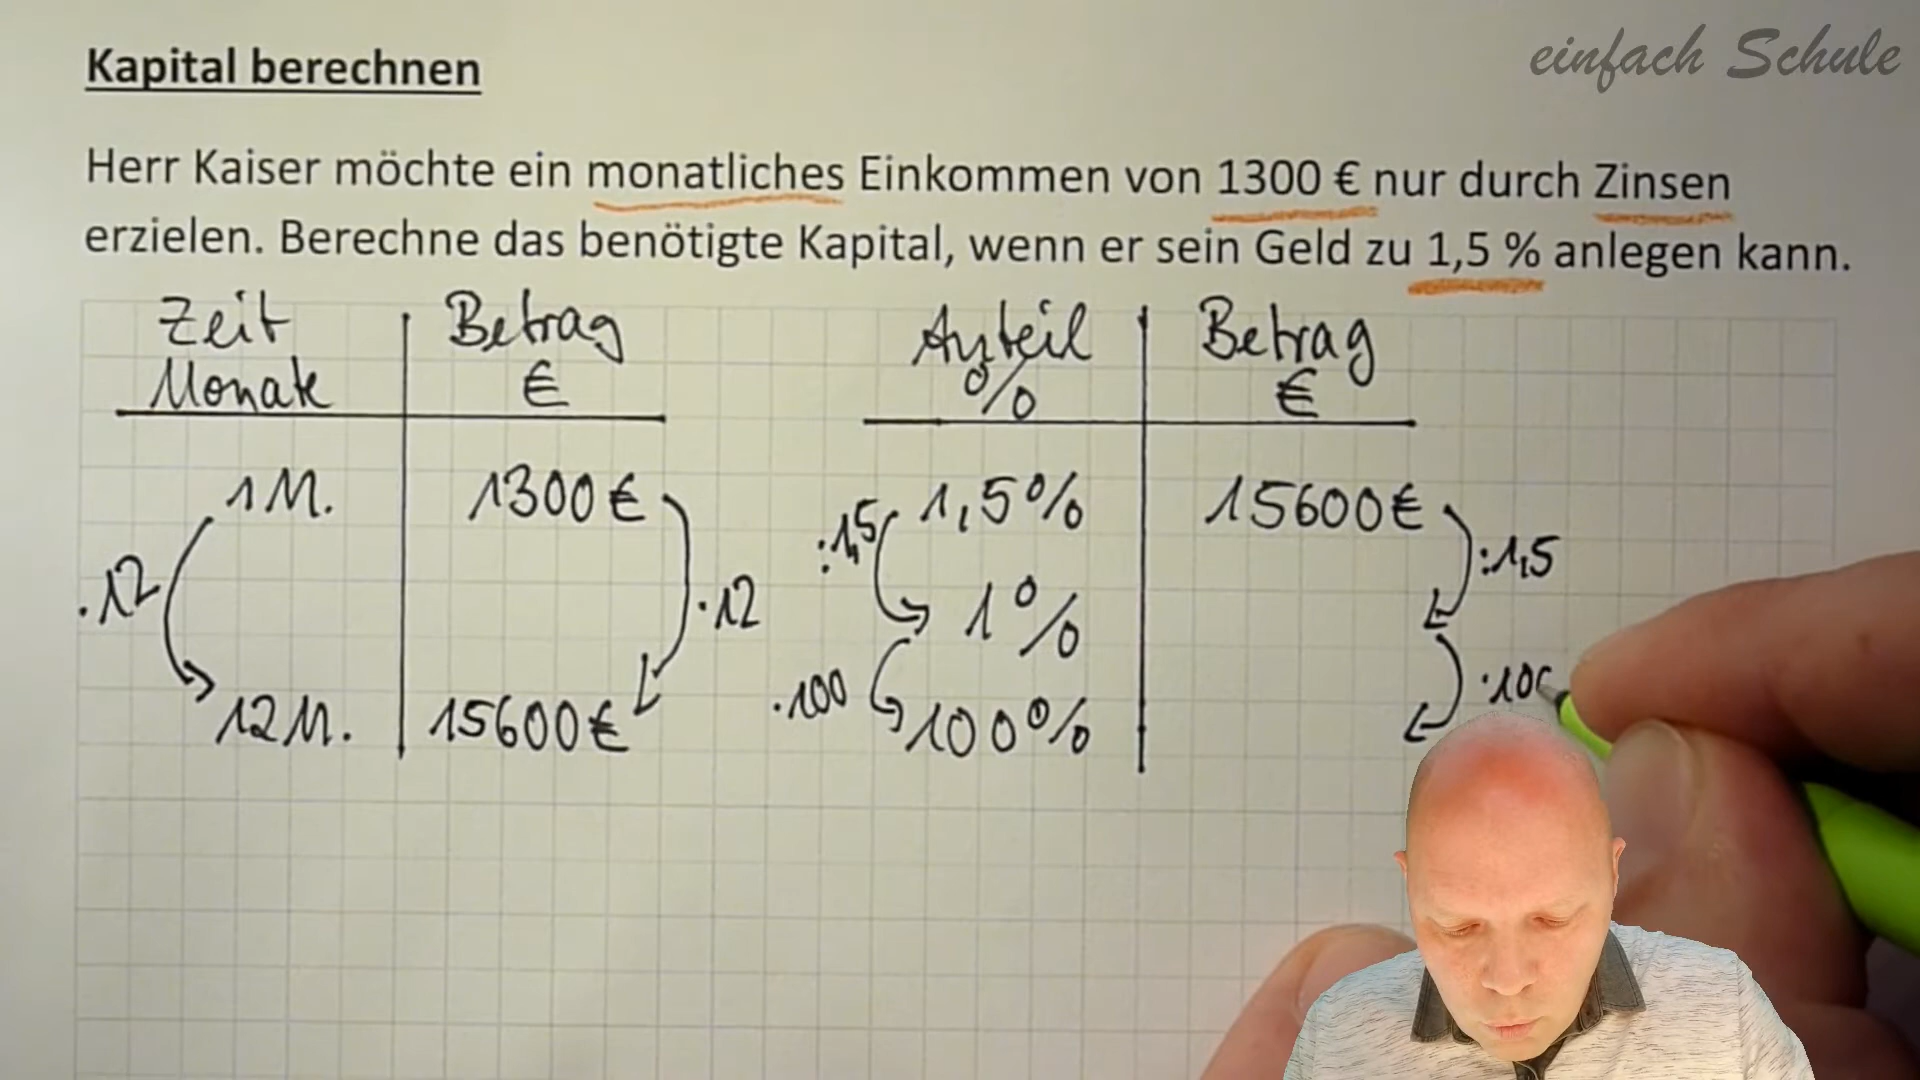 einfach Schule
Kapital berechnen
Herr Kaiser möchte ein monatliches Einkommen von 1300 € nur durch Zinsen
erzielen. Berechne das benötigte Kapital, wenn er sein Geld zu 1,5 % anlegen kann.
Zeit Betrag
Monate €
1M. 1300€
·12 ·12
12M. 15600€
Anteil Betrag
% €
1,5% 15600€
:1,5 :1,5
1%
·100 ·100
100%